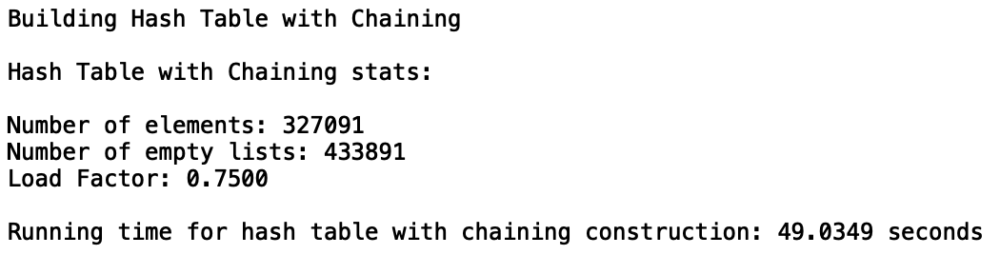 Building Hash Table with Chaining
Hash Table with Chaining stats:
Number of elements: 327091
Number of empty lists: 433891
Load Factor: 0.7500
Running time for hash table with chaining construction: 49.0349 seconds